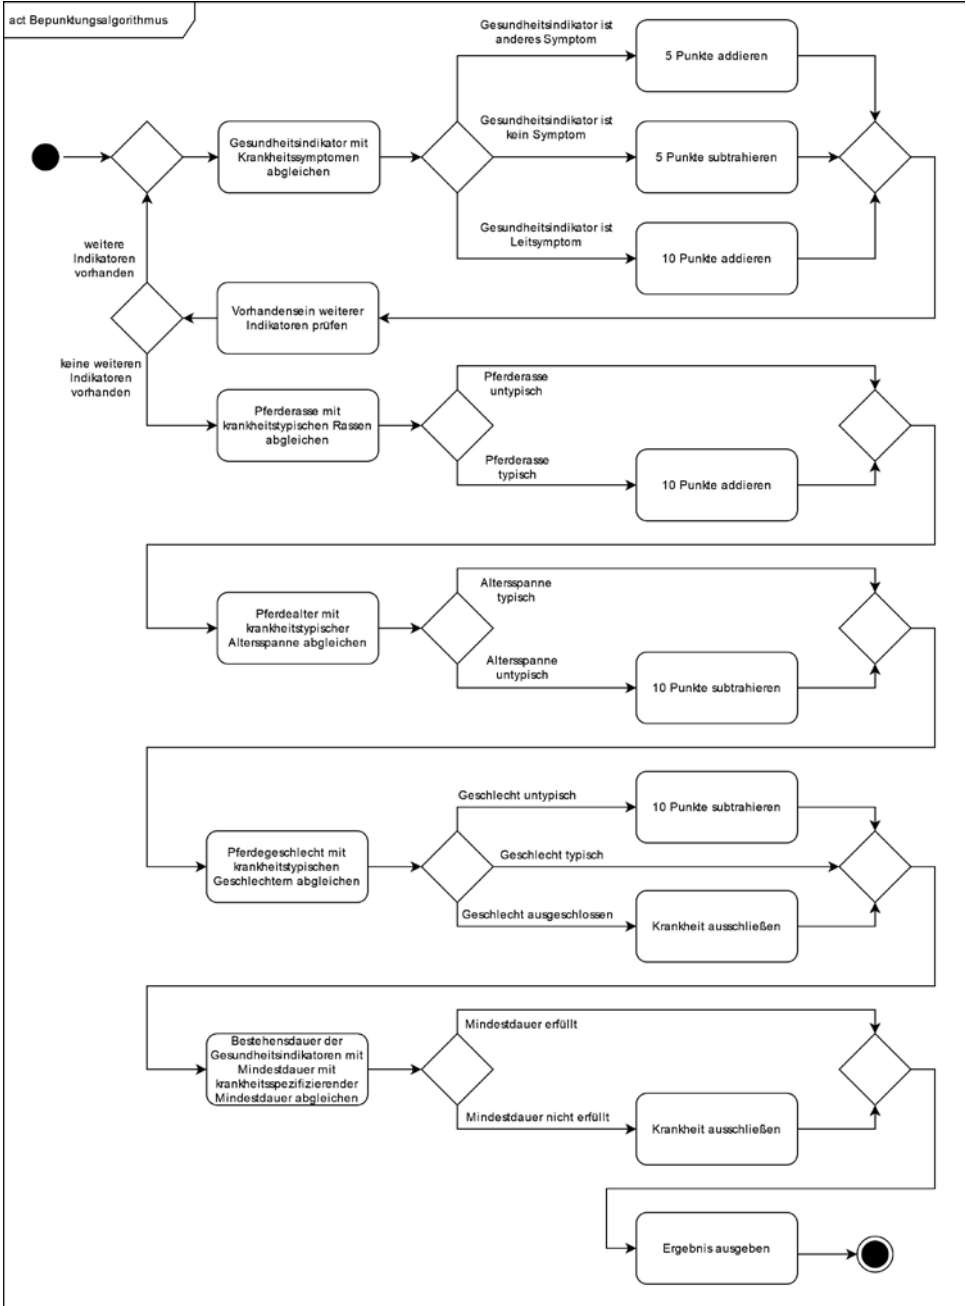 act Bepunktungsalgorithmus
Gesundheitsindikator ist
anderes Symptom
5 Punkte addieren
Gesundheitsindikator mit
Krankheitssymptomen
abgleichen
Gesundheitsindikator ist
kein Symptom
5 Punkte subtrahieren
Gesundheitsindikator ist
Leitsymptom
10 Punkte addieren
weitere
Indikatoren
vorhanden
Vorhandensein weiterer
Indikatoren prüfen
keine weiteren
Indikatoren
vorhanden
Pferderasse mit
krankheitstypischen Rassen
abgleichen
Pferderasse
untypisch
Pferderasse
typisch
10 Punkte addieren
Pferdealter mit
krankheitstypischer
Altersspanne abgleichen
Altersspanne
typisch
Altersspanne
untypisch
10 Punkte subtrahieren
Geschlecht untypisch
10 Punkte subtrahieren
Pferdegeschlecht mit
krankheitstypischen
Geschlechtern abgleichen
Geschlecht typisch
Geschlecht ausgeschlossen
Krankheit ausschließen
Bestehensdauer der
Gesundheitsindikatoren mit
Mindestdauer mit
krankheitsspezifizierender
Mindestdauer abgleichen
Mindestdauer erfüllt
Mindestdauer nicht erfüllt
Krankheit ausschließen
Ergebnis ausgeben